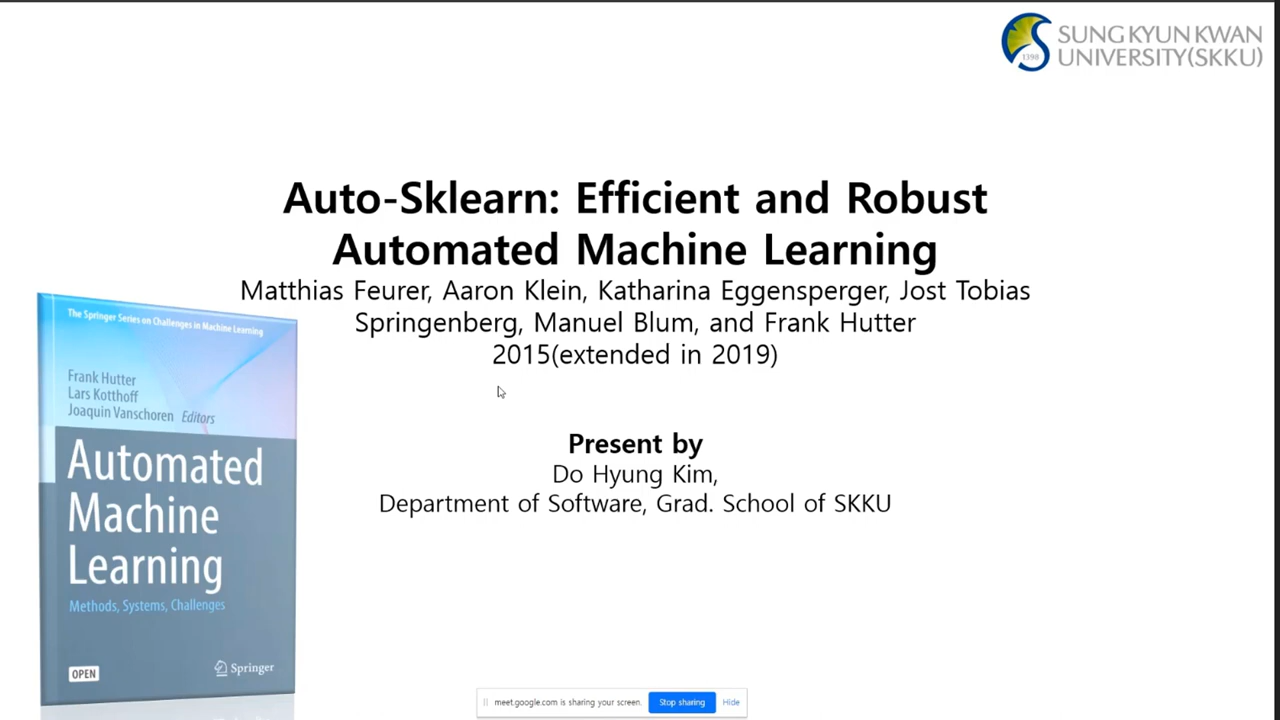 SUNG KYUN KWAN
UNIVERSITY(SKKU)
1398
Auto-Sklearn: Efficient and Robust
Automated Machine Learning
Matthias Feurer, Aaron Klein, Katharina Eggensperger, Jost Tobias
Springenberg, Manuel Blum, and Frank Hutter
2015(extended in 2019)
Present by
Do Hyung Kim,
Department of Software, Grad. School of SKKU
The Springer Series on Challenges in Machine Learning
Frank Hutter
Lars Kotthoff
Joaquin Vanschoren Editors
Automated
Machine
Learning
Methods, Systems, Challenges
OPEN
Springer
meet.google.com is sharing your screen.
Stop sharing
Hide